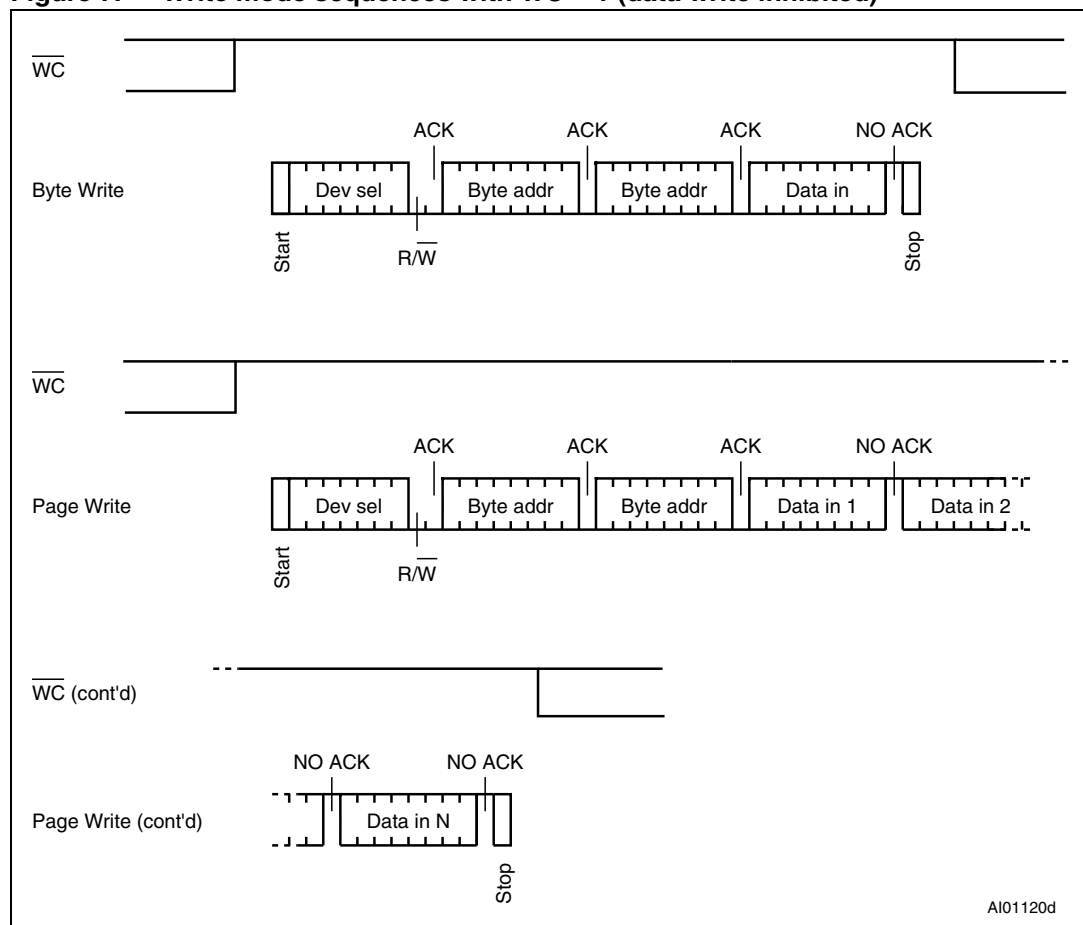 WC
ACK ACK ACK NO ACK
Byte Write Dev sel Byte addr Byte addr Data in
Start R/W Stop
WC
ACK ACK ACK NO ACK
Page Write Dev sel Byte addr Byte addr Data in 1 Data in 2
Start R/W
WC (cont'd)
NO ACK NO ACK
Page Write (cont'd) Data in N
Stop
AI01120d